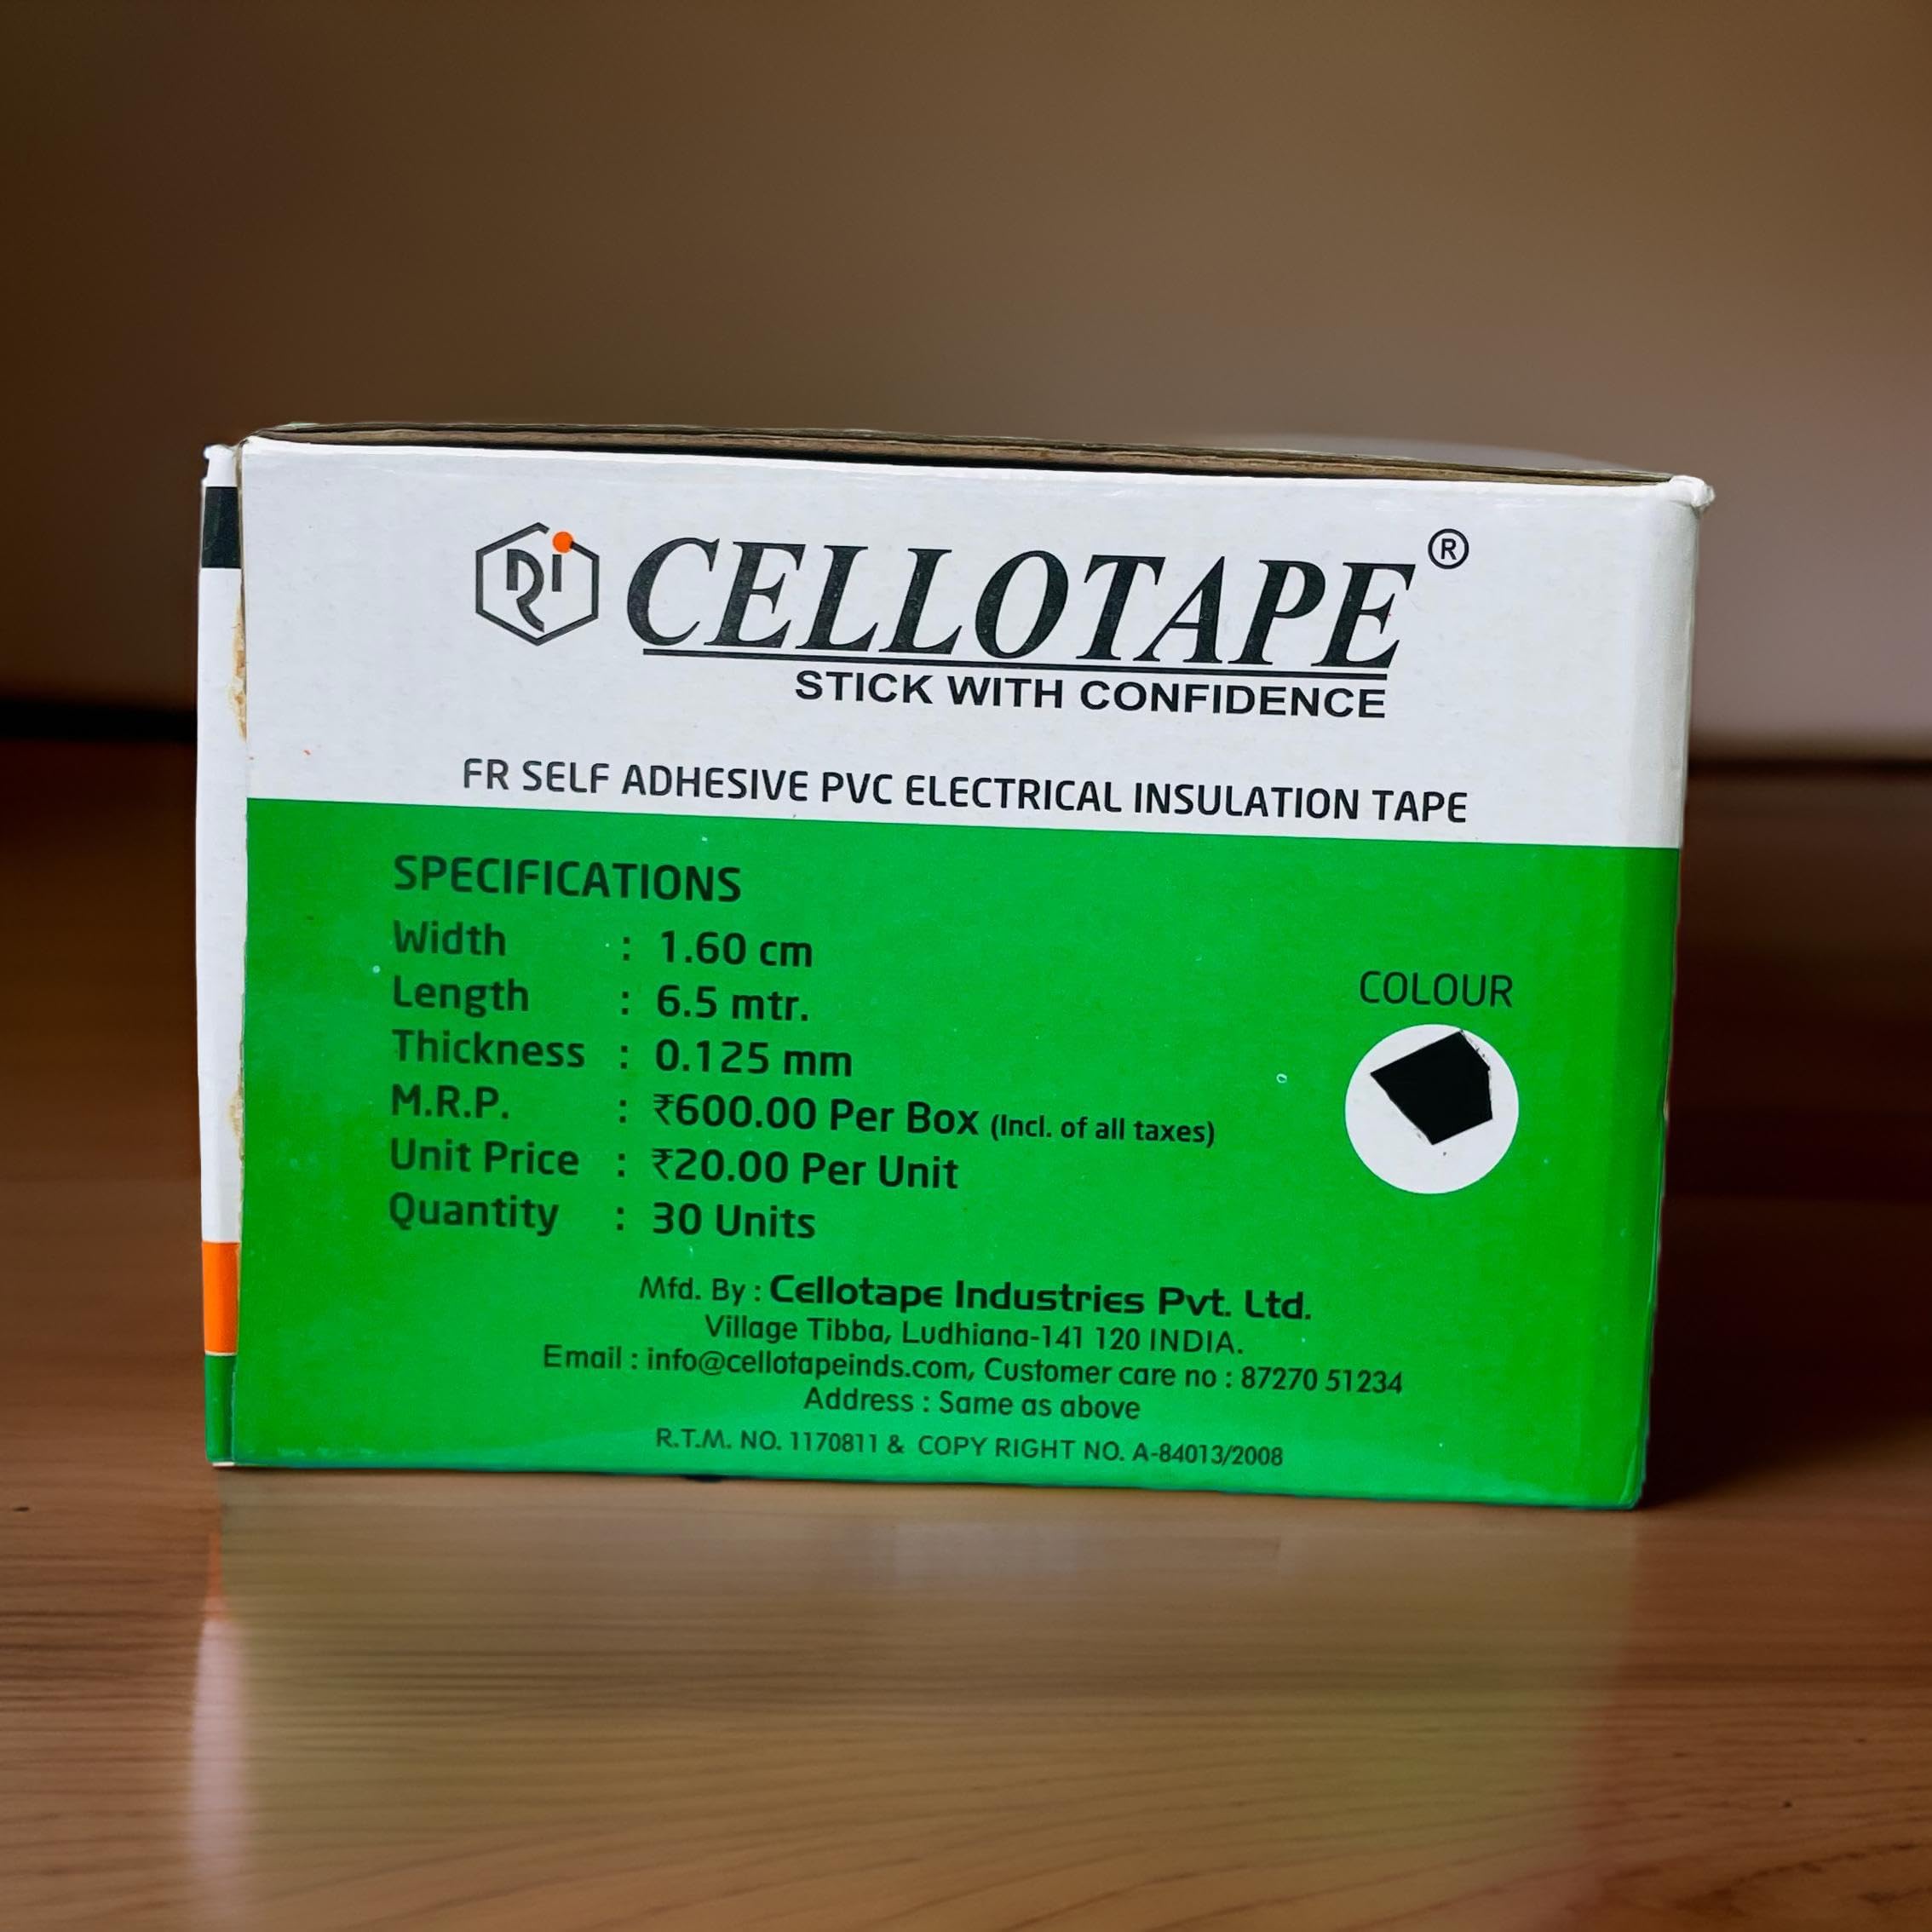 Ri CELLOTAPE ®
STICK WITH CONFIDENCE
FR SELF ADHESIVE PVC ELECTRICAL INSULATION TAPE
SPECIFICATIONS
Width : 1.60 cm
Length : 6.5 mtr.
Thickness : 0.125 mm
M.R.P. : ₹600.00 Per Box (Incl. of all taxes)
Unit Price : ₹20.00 Per Unit
Quantity : 30 Units
COLOUR
Mfd. By : Cellotape Industries Pvt. Ltd.
Village Tibba, Ludhiana-141 120 INDIA.
Email : info@cellotapeinds.com, Customer care no : 87270 51234
Address : Same as above
R.T.M. NO. 1170811 & COPY RIGHT NO. A-84013/2008